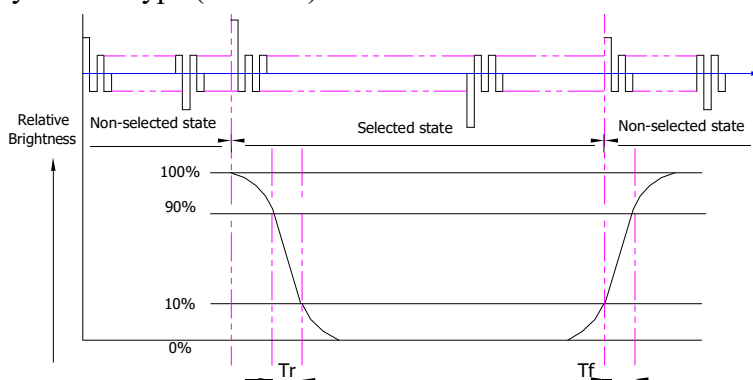 Relative
Brightness
Non-selected state
Selected state
Non-selected state
100%
90%
10%
0%
Tr
Tf